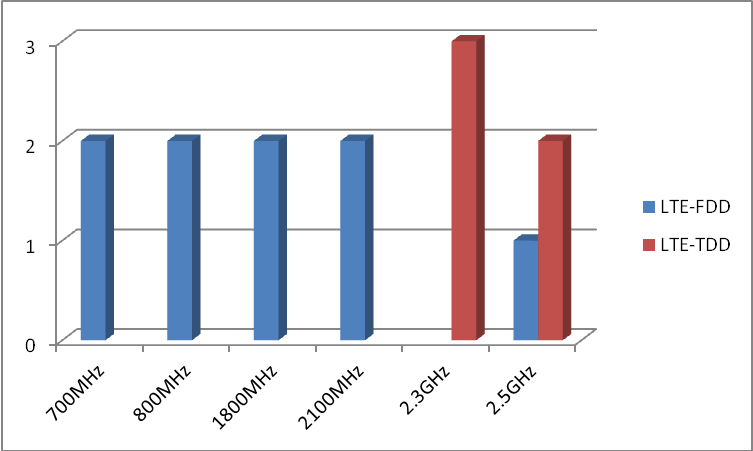 3
2
1
0
700MHz
800MHz
1800MHz
2100MHz
2.3GHz
2.5GHz
LTE-FDD
LTE-TDD